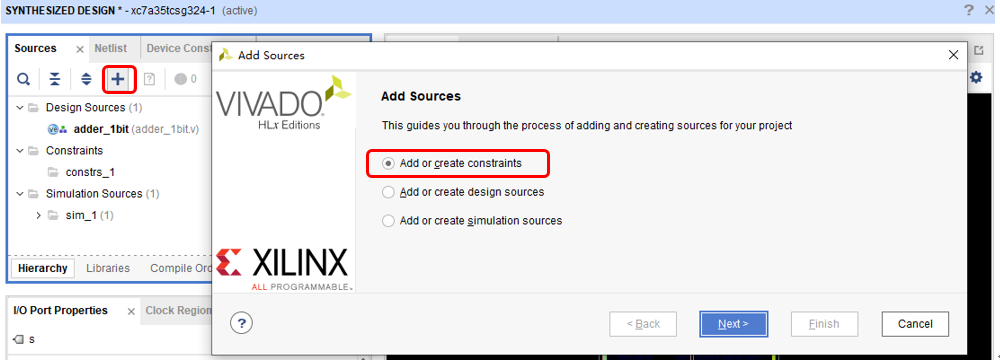 SYNTHESIZED DESIGN * - xc7a35tcsg324-1 (active)
Sources
Netlist
Device Const
0
Design Sources (1)
adder_1bit (adder_1bit.v)
Constraints
constrs_1
Simulation Sources (1)
sim_1 (1)
Hierarchy
Libraries
Compile Orc
I/O Port Properties
Clock Region
s
Add Sources
VIVADO
HLx Editions
XILINX
ALL PROGRAMMABLE
Add Sources
This guides you through the process of adding and creating sources for your project
Add or create constraints
Add or create design sources
Add or create simulation sources
?
< Back
Next >
Finish
Cancel